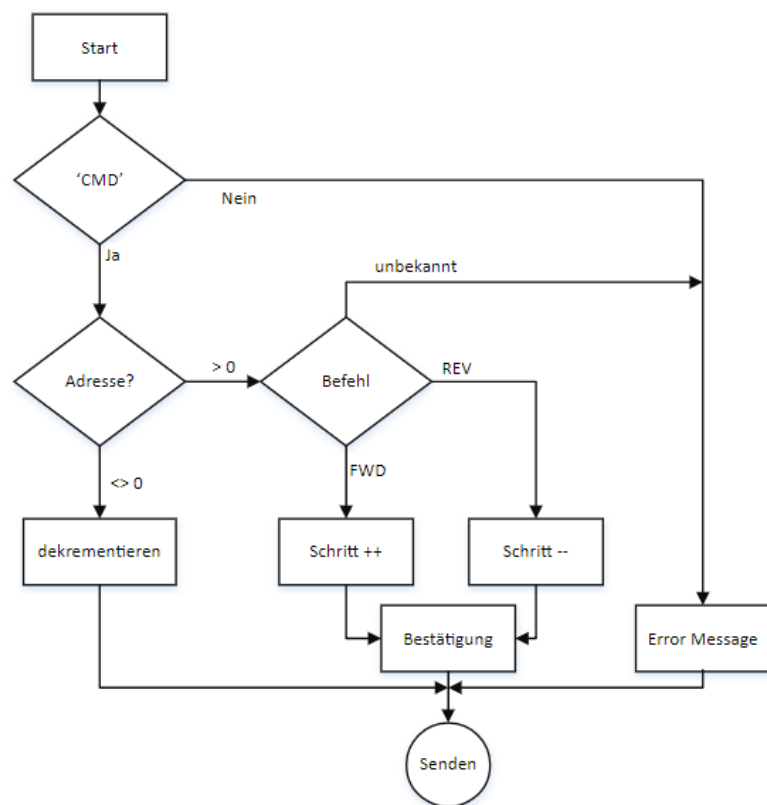 Start
‘CMD’
Nein
Ja
unbekannt
Adresse?
> 0
Befehl
REV
<> 0
FWD
dekrementieren
Schritt ++
Schritt --
Bestätigung
Error Message
Senden